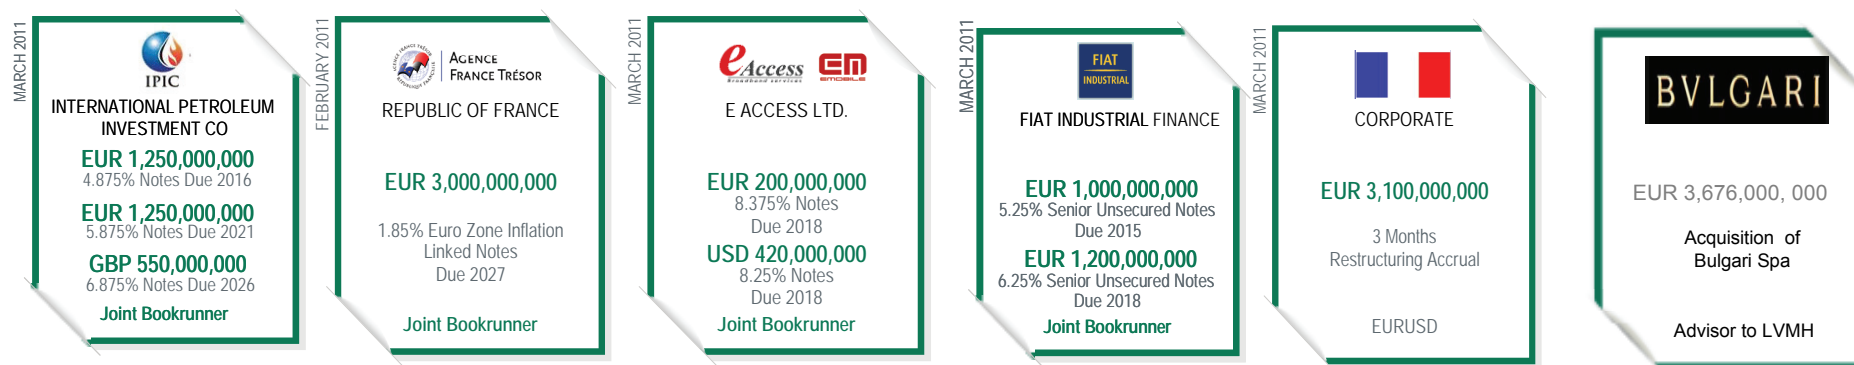 MARCH 2011
IPIC
INTERNATIONAL PETROLEUM
INVESTMENT CO
EUR 1,250,000,000
4.875% Notes Due 2016
EUR 1,250,000,000
5.875% Notes Due 2021
GBP 550,000,000
6.875% Notes Due 2026
Joint Bookrunner
FEBRUARY 2011
AGENCE
FRANCE TRÉSOR
REPUBLIC OF FRANCE
EUR 3,000,000,000
1.85% Euro Zone Inflation
Linked Notes
Due 2027
Joint Bookrunner
MARCH 2011
eAccess
Broadband services
EM
EMOBILE
E ACCESS LTD.
EUR 200,000,000
8.375% Notes
Due 2018
USD 420,000,000
8.25% Notes
Due 2018
Joint Bookrunner
MARCH 2011
FIAT
INDUSTRIAL
FIAT INDUSTRIAL FINANCE
EUR 1,000,000,000
5.25% Senior Unsecured Notes
Due 2015
EUR 1,200,000,000
6.25% Senior Unsecured Notes
Due 2018
Joint Bookrunner
MARCH 2011
CORPORATE
EUR 3,100,000,000
3 Months
Restructuring Accrual
EURUSD
BVLGARI
EUR 3,676,000, 000
Acquisition of
Bulgari Spa
Advisor to LVMH